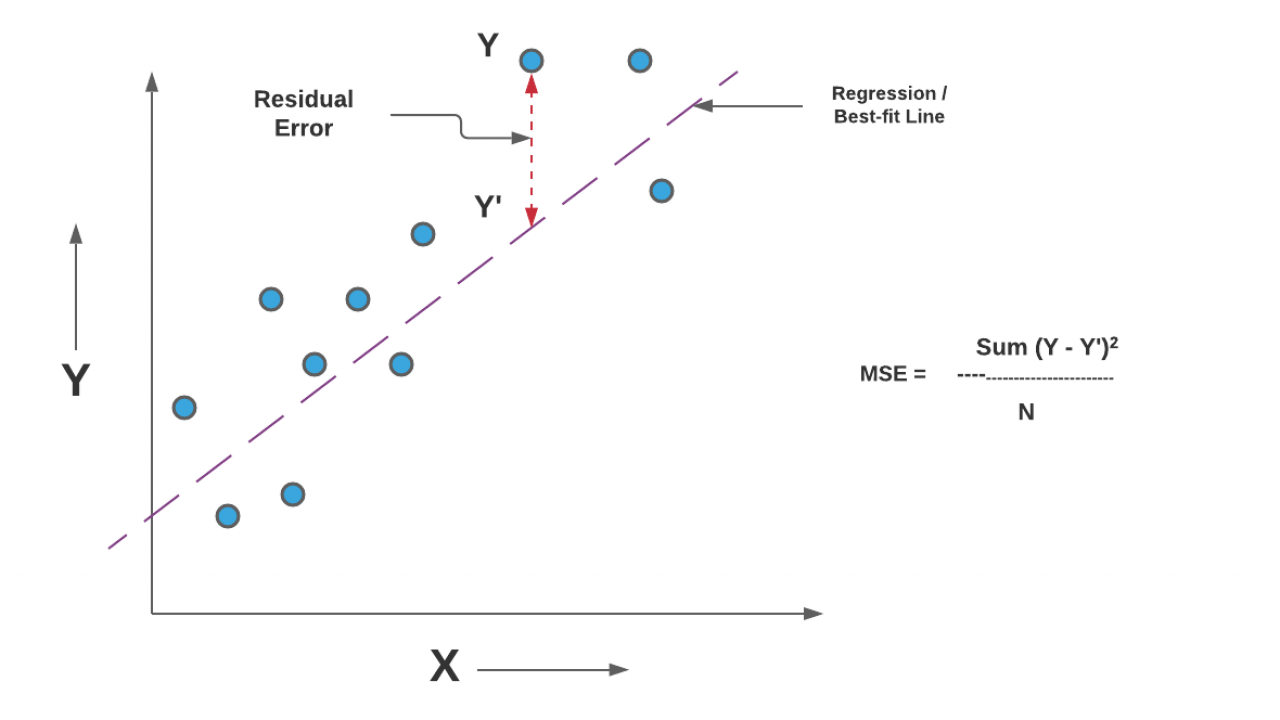 Y
Residual
Error
Regression /
Best-fit Line
Y'
Y
MSE =
Sum (Y - Y')²
---------------------------
N
X